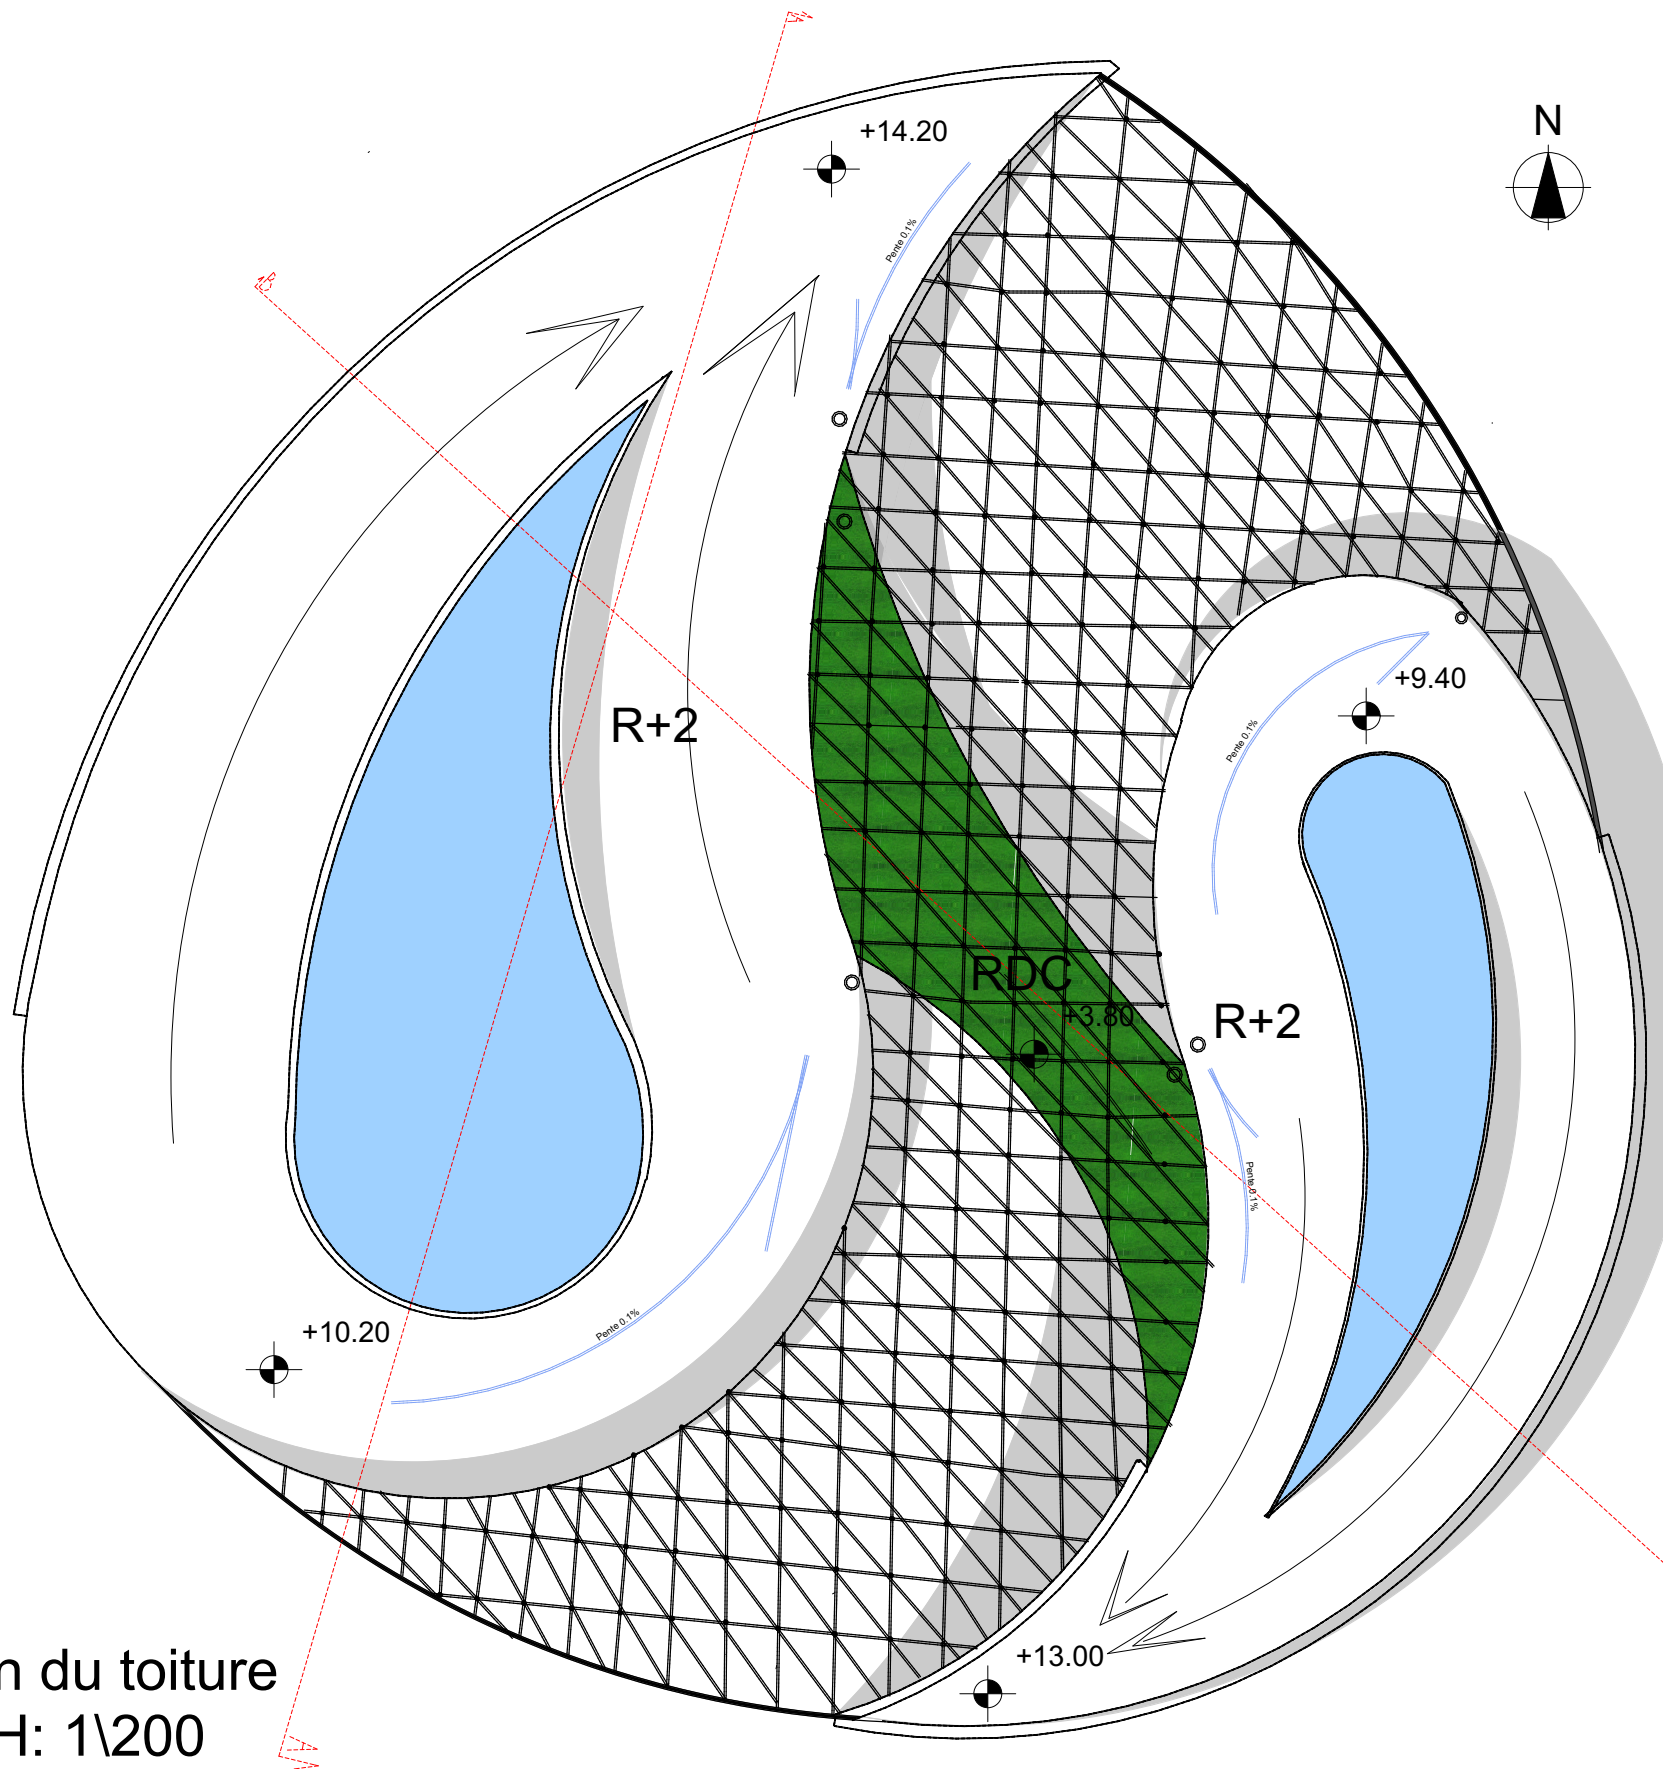 +14.20
N
Pente 0.1%
+9.40
Pente 0.1%
R+2
RDC
+3.80
R+2
Pente 0.1%
Pente 0.1%
+10.20
+13.00
n du toiture
H: 1\200